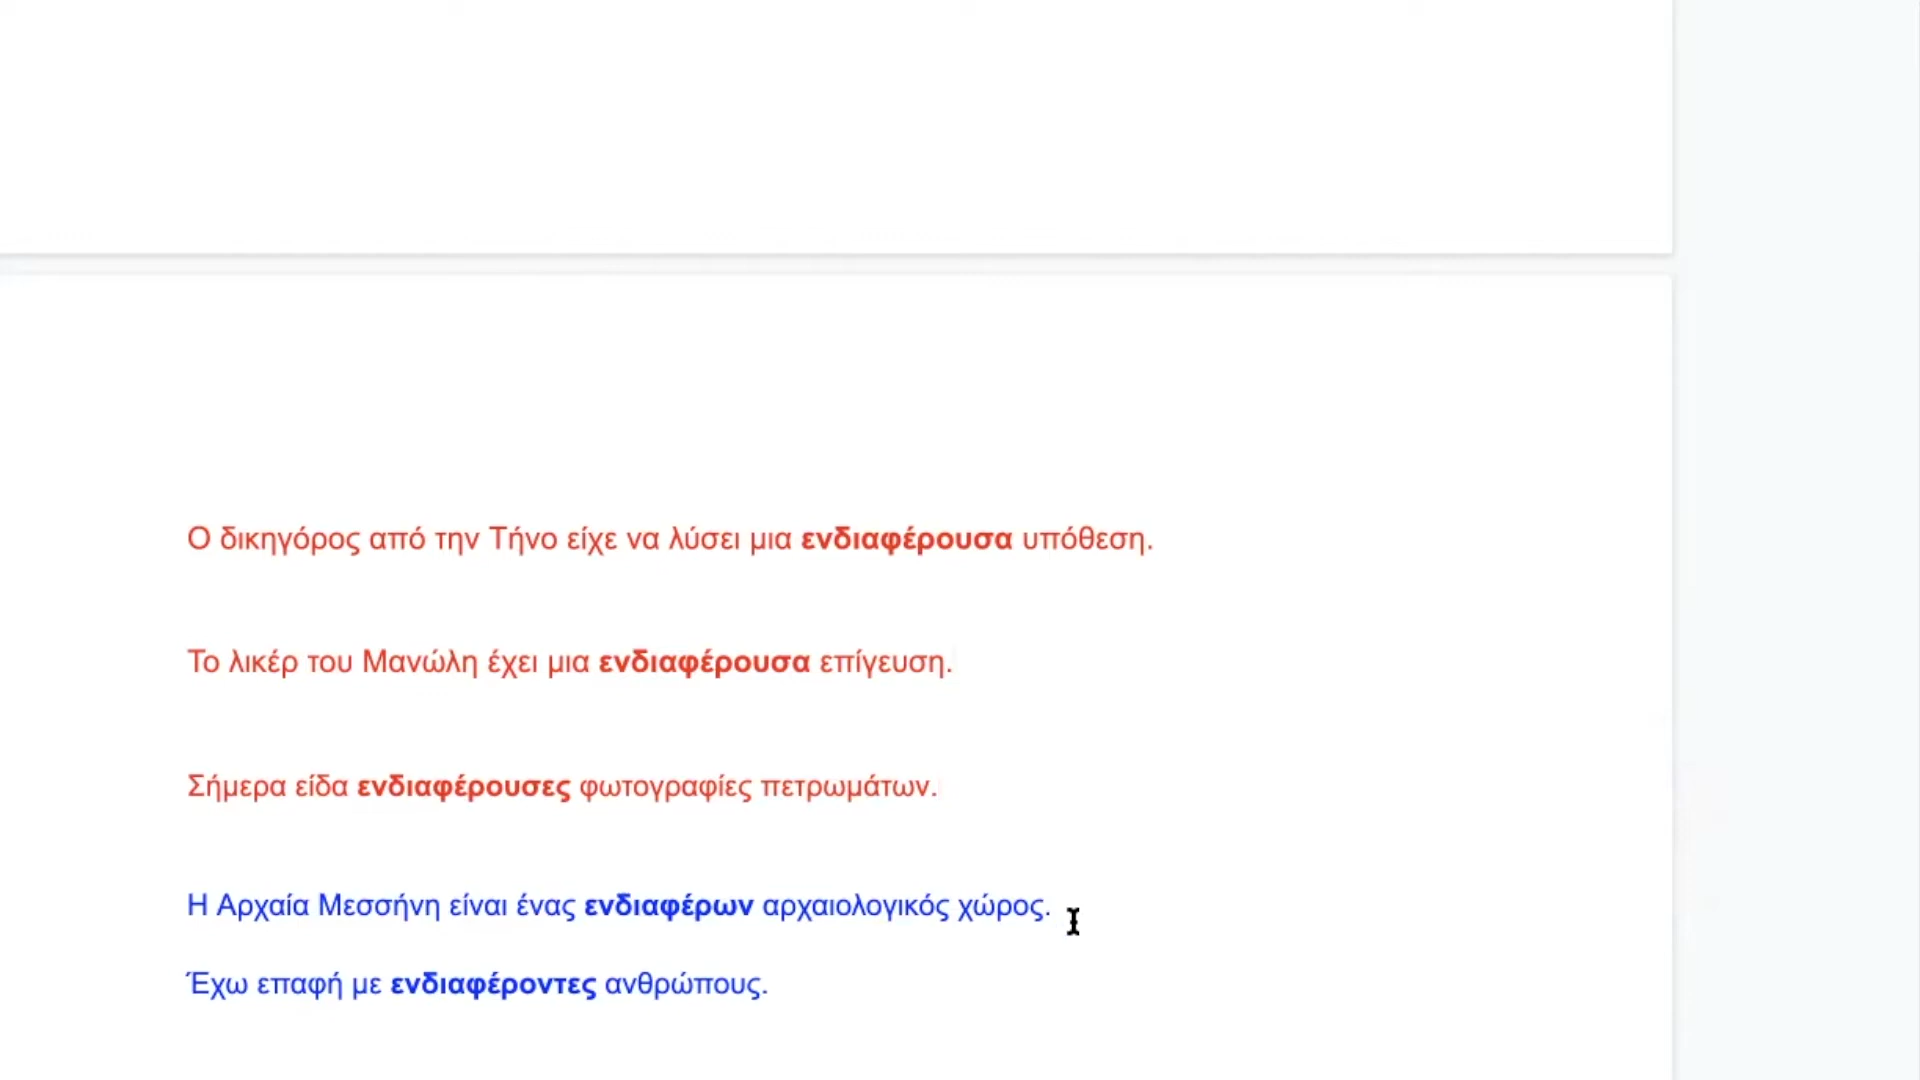 Ο δικηγόρος από την Τήνο είχε να λύσει μια ενδιαφέρουσα υπόθεση.
Το λικέρ του Μανώλη έχει μια ενδιαφέρουσα επίγευση.
Σήμερα είδα ενδιαφέρουσες φωτογραφίες πετρωμάτων.
Η Αρχαία Μεσσήνη είναι ένας ενδιαφέρων αρχαιολογικός χώρος.
Έχω επαφή με ενδιαφέροντες ανθρώπους.